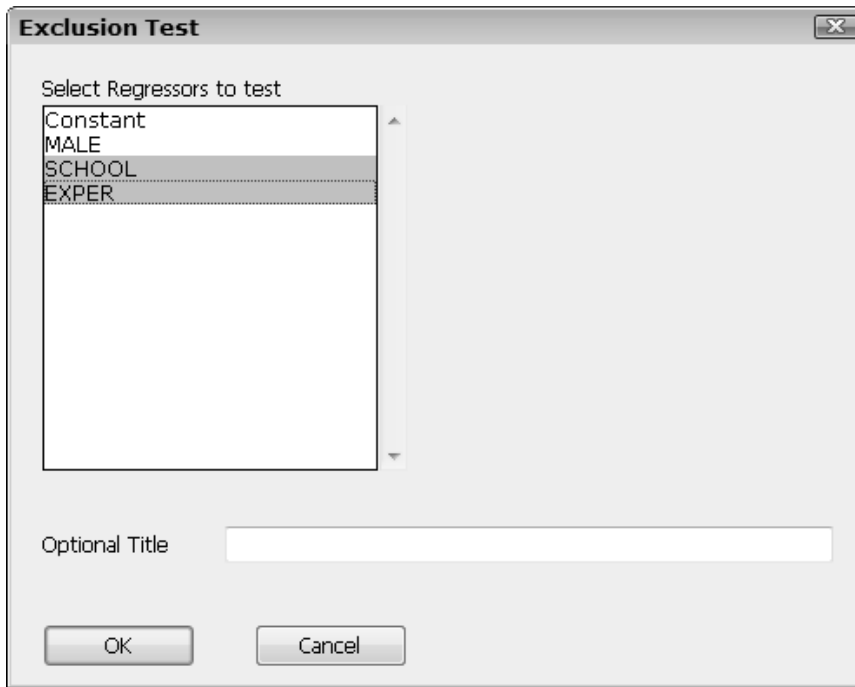 Exclusion Test
Select Regressors to test
Constant
MALE
SCHOOL
EXPER
Optional Title
OK
Cancel